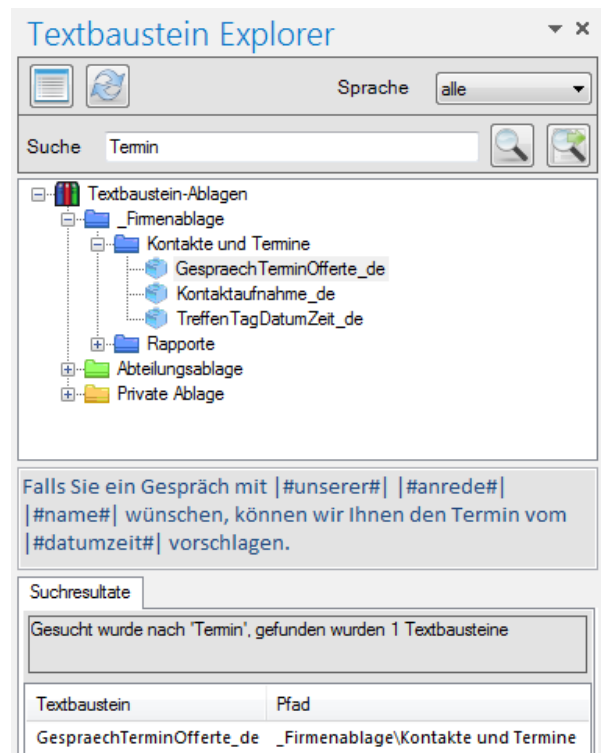 Textbaustein Explorer
Sprache alle
Suche Termin
Textbaustein-Ablagen
_Firmenablage
Kontakte und Termine
GespraechTerminOfferte_de
Kontaktaufnahme_de
TreffenTagDatumZeit_de
Rapporte
Abteilungsablage
Private Ablage
Falls Sie ein Gespräch mit |#unserer#| |#anrede#|
|#name#| wünschen, können wir Ihnen den Termin vom
|#datumzeit#| vorschlagen.
Suchresultate
Gesucht wurde nach 'Termin', gefunden wurden 1 Textbausteine
Textbaustein Pfad
GespraechTerminOfferte_de _Firmenablage\Kontakte und Termine